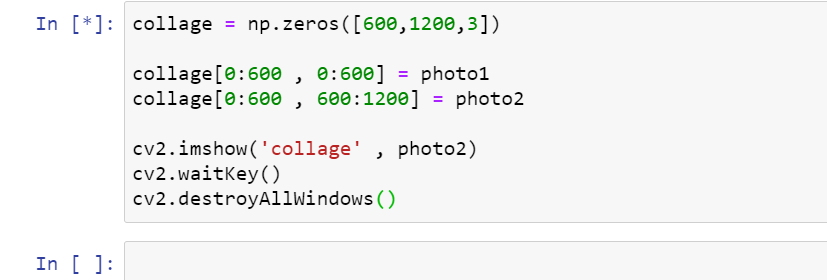 In [*]: collage = np.zeros([600,1200,3])
collage[0:600 , 0:600] = photo1
collage[0:600 , 600:1200] = photo2
cv2.imshow('collage' , photo2)
cv2.waitKey()
cv2.destroyAllWindows()
In [ ]: